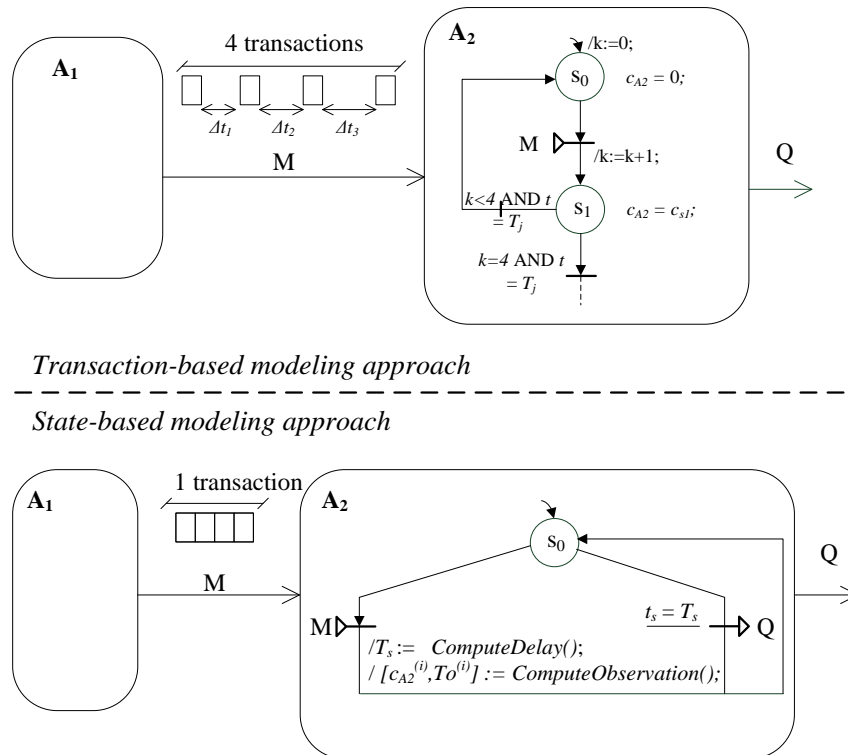 4 transactions
A1
Δt1 Δt2 Δt3
M
A2
/k:=0;
s0
cA2 = 0;
M
/k:=k+1;
s1
cA2 = cs1;
k<4 AND t
= Tj
k=4 AND t
= Tj
Q
Transaction-based modeling approach
State-based modeling approach
A1
1 transaction
M
A2
s0
M
/Ts := ComputeDelay();
/ [cA2(i),To(i)] := ComputeObservation();
ts = Ts
Q
Q